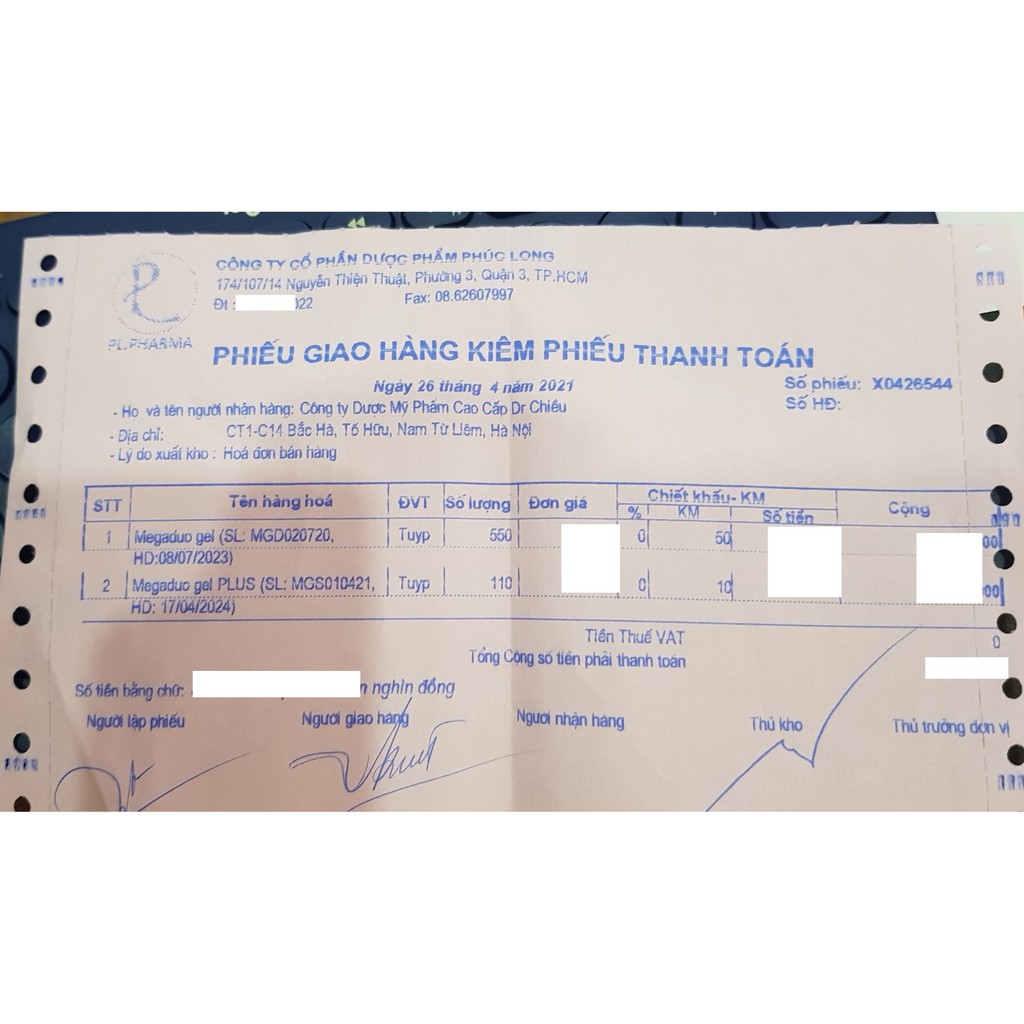 CÔNG TY CỔ PHẦN DƯỢC PHẨM PHÚC LONG
174/107/14 Nguyễn Thiện Thuật, Phường 3, Quận 3, TP.HCM
Đt : 022 Fax: 08.62607997
PL.PHARMA
PHIẾU GIAO HÀNG KIÊM PHIẾU THANH TOÁN
Ngày 26 tháng 4 năm 2021
Số phiếu: X0426544
Số HĐ:
- Họ và tên người nhận hàng: Công ty Dược Mỹ Phẩm Cao Cấp Dr Chiều
- Địa chỉ: CT1-C14 Bắc Hà, Tố Hữu, Nam Từ Liêm, Hà Nội
- Lý do xuất kho : Hoá đơn bán hàng
STT Tên hàng hoá ĐVT Số lượng Đơn giá Chiết khấu- KM Cộng
% KM Số tiền
1 Megaduo gel (SL: MGD020720, Tuyp 550 0 50 00
HD:08/07/2023)
2 Megaduo gel PLUS (SL: MGS010421, Tuyp 110 0 10 00
HD: 17/04/2024)
Tiền Thuế VAT 0
Tổng Cộng số tiền phải thanh toán
Số tiền bằng chữ: n nghìn đồng
Người lập phiếu Người giao hàng Người nhận hàng Thủ kho Thủ trưởng đơn vị